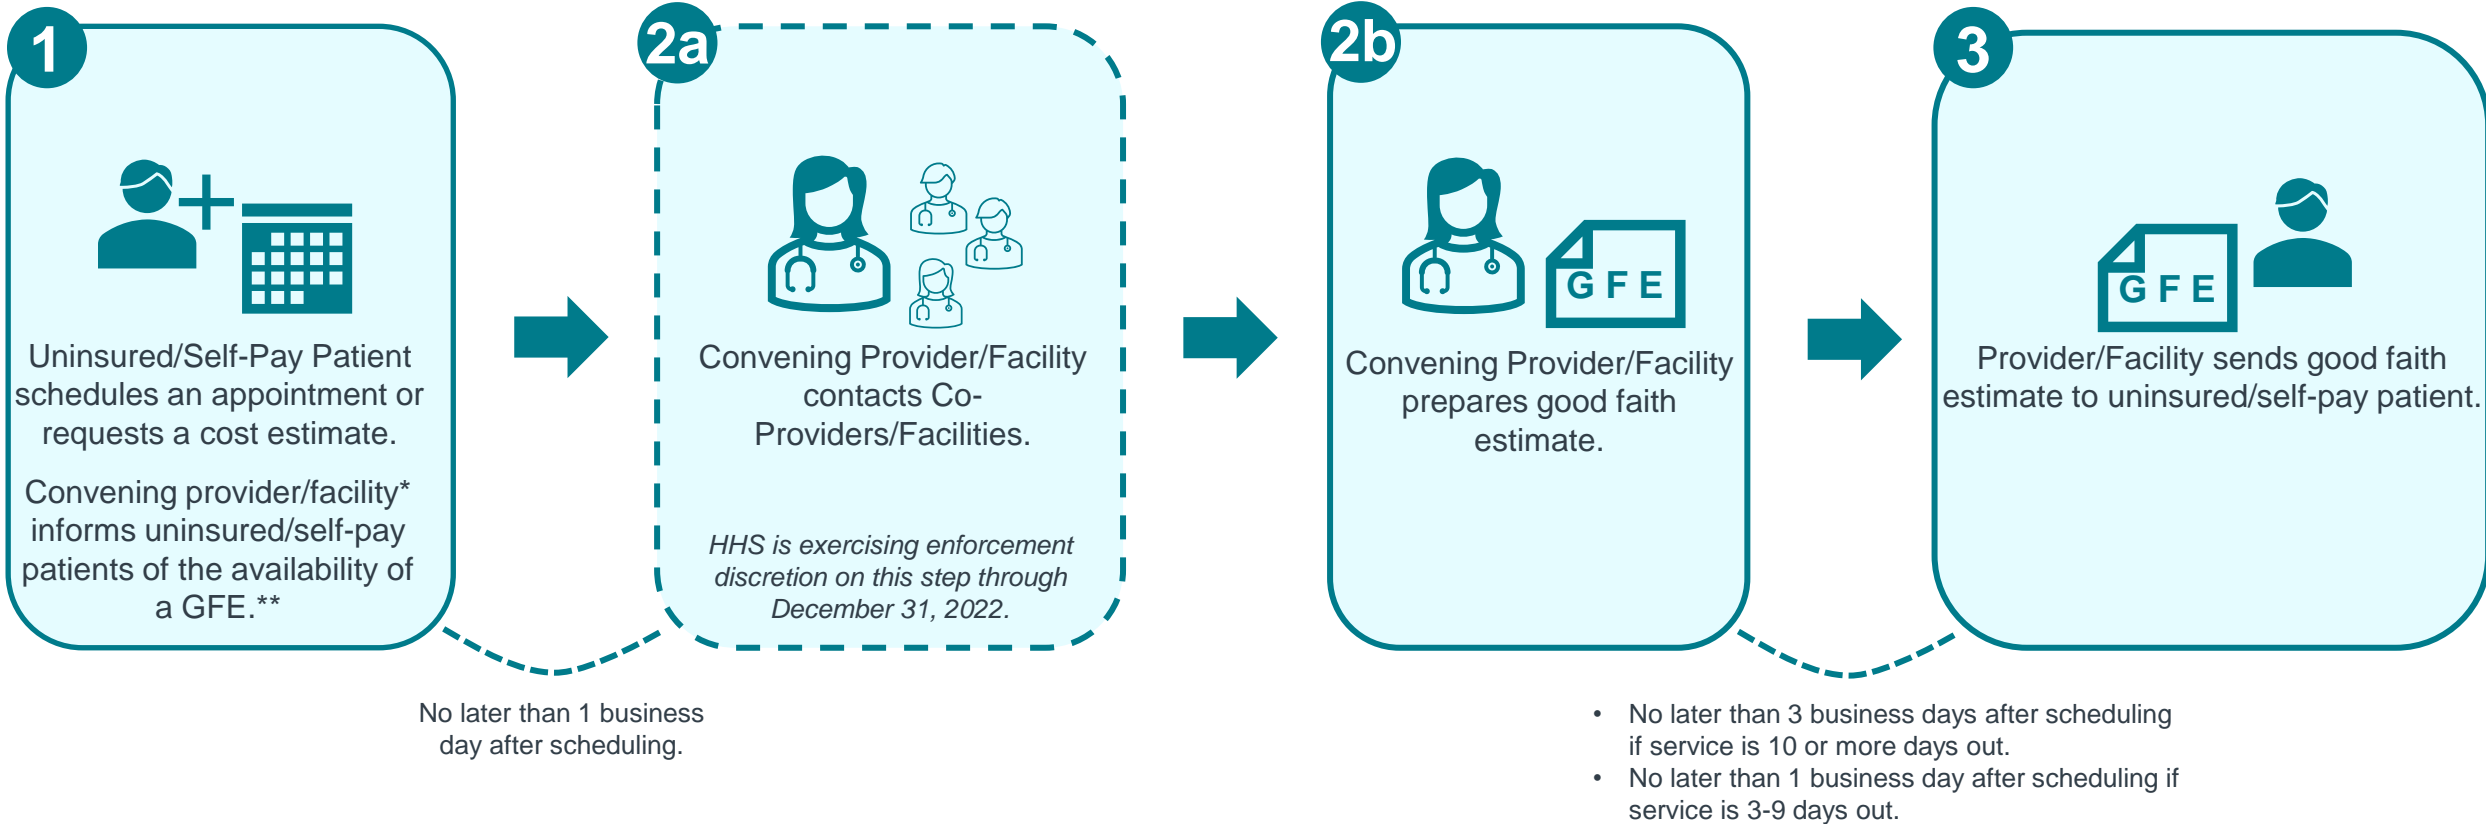 1
Uninsured/Self-Pay Patient
schedules an appointment or
requests a cost estimate.
Convening provider/facility*
informs uninsured/self-pay
patients of the availability of
a GFE.**
2a
Convening Provider/Facility
contacts Co-
Providers/Facilities.
HHS is exercising enforcement
discretion on this step through
December 31, 2022.
No later than 1 business
day after scheduling.
2b
G F E
Convening Provider/Facility
prepares good faith
estimate.
3
G F E
Provider/Facility sends good faith
estimate to uninsured/self-pay patient.
• No later than 3 business days after scheduling
if service is 10 or more days out.
• No later than 1 business day after scheduling if
service is 3-9 days out.